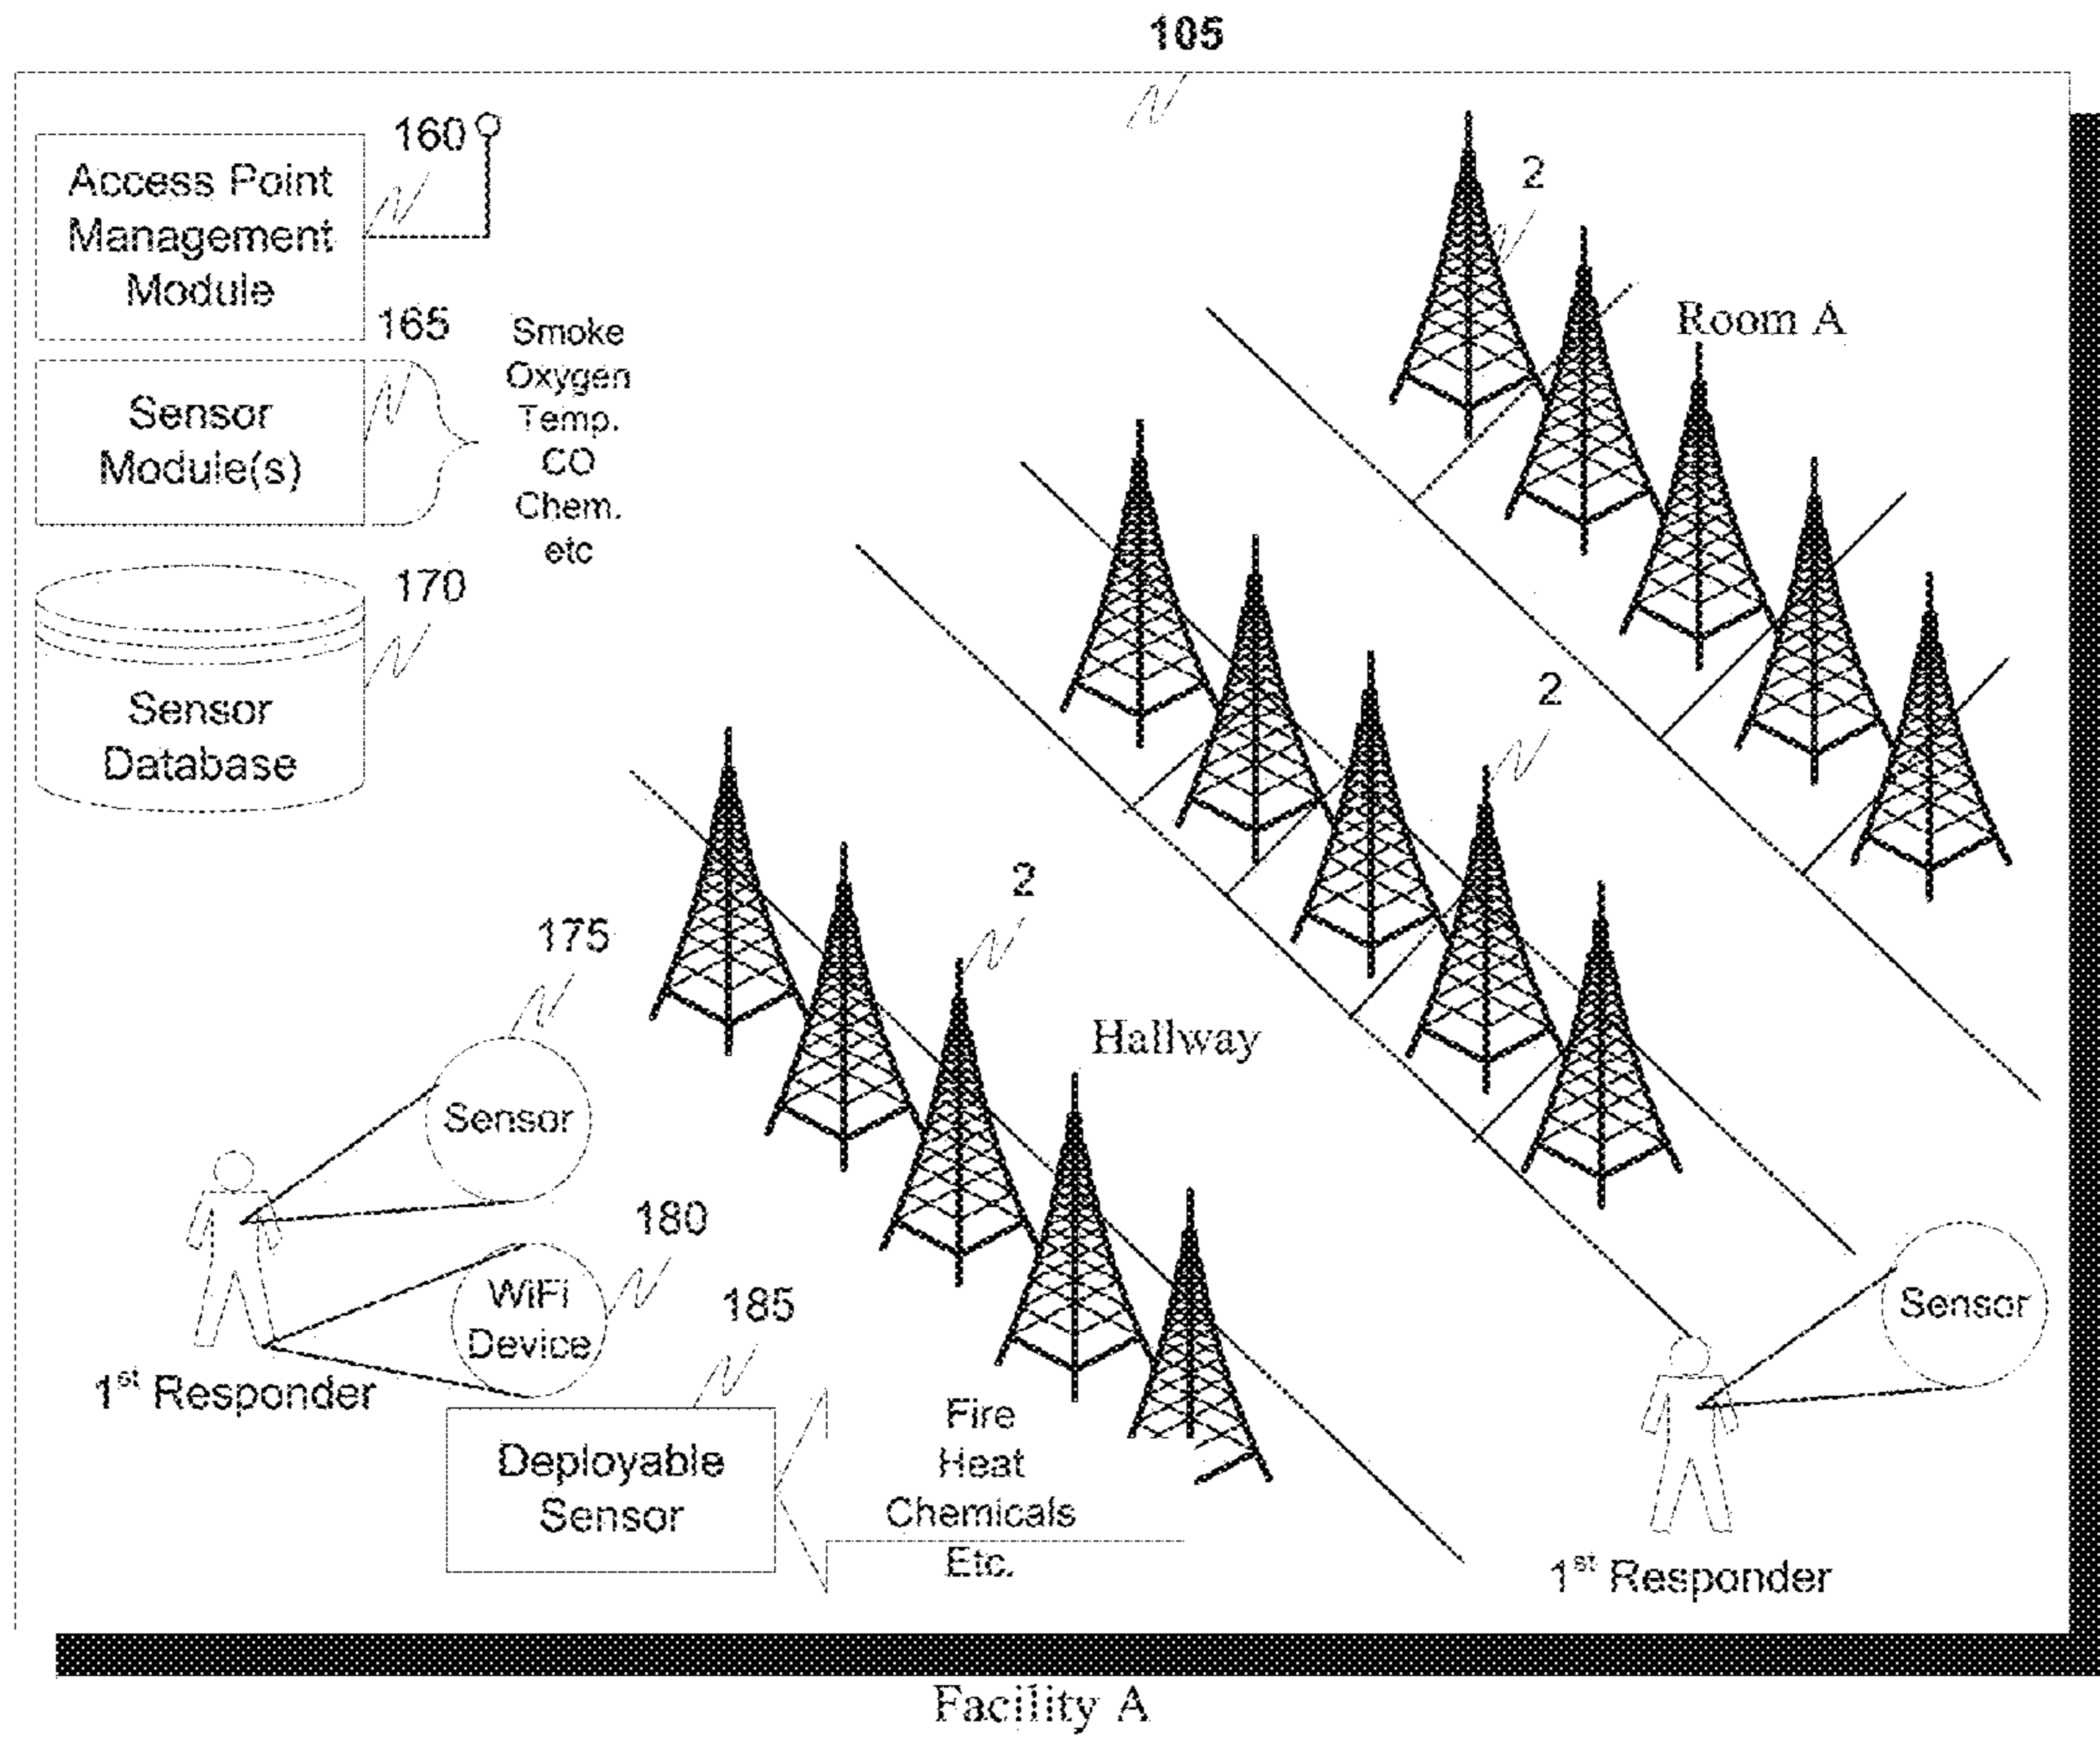 105
160
Access Point
Management
Module
165
Sensor
Module(s)
Smoke
Oxygen
Temp.
CO
Chem.
etc
170
Sensor
Database
2
Room A
2
2
Hallway
175
Sensor
180
WiFi
Device
1st Responder
185
Deployable
Sensor
Fire
Heat
Chemicals
Etc.
Sensor
1st Responder
Facility A